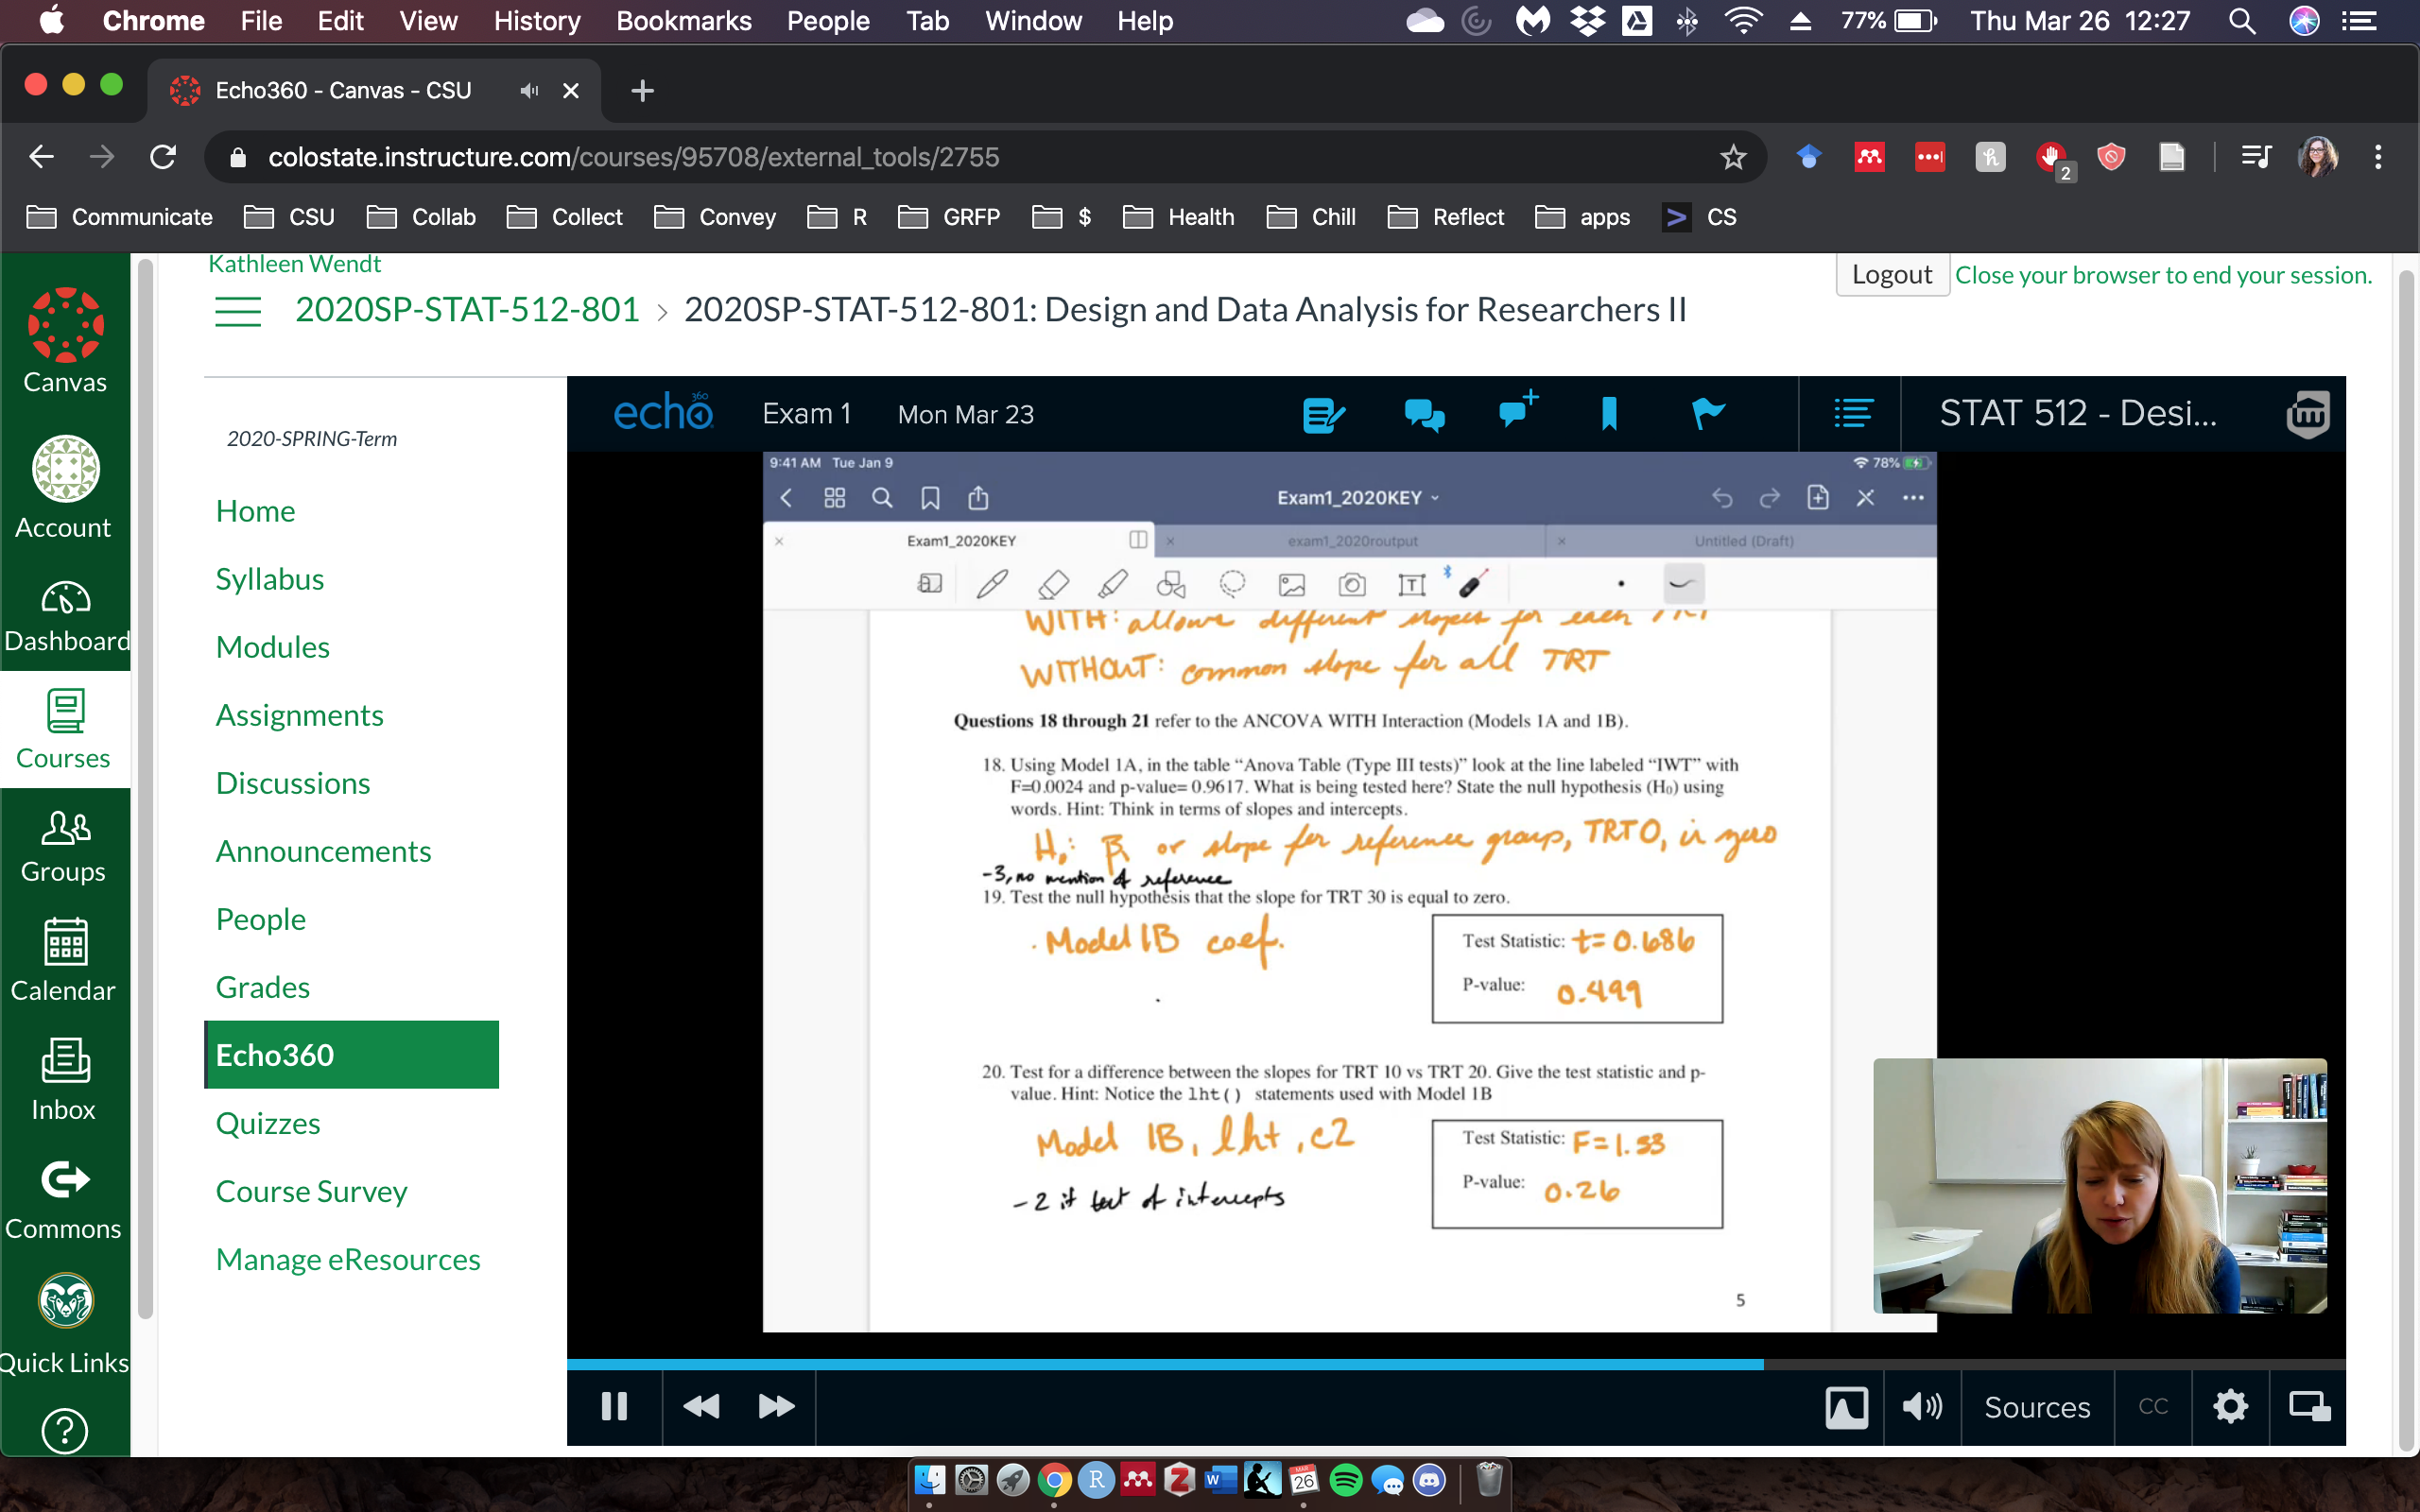 Chrome File Edit View History Bookmarks People Tab Window Help 77% Thu Mar 26 12:27
Echo360 - Canvas - CSU
colostate.instructure.com/courses/95708/external_tools/2755
2
Communicate CSU Collab Collect Convey R GRFP $ Health Chill Reflect apps CS
Kathleen Wendt
Logout Close your browser to end your session.
2020SP-STAT-512-801 › 2020SP-STAT-512-801: Design and Data Analysis for Researchers II
Canvas
Account
Dashboard
Courses
Groups
Calendar
Inbox
Commons
Quick Links
2020-SPRING-Term
Home
Syllabus
Modules
Assignments
Discussions
Announcements
People
Grades
Echo360
Quizzes
Course Survey
Manage eResources
echo 360 Exam 1 Mon Mar 23 STAT 512 - Desi...
9:41 AM Tue Jan 9 78%
Exam1_2020KEY
Exam1_2020KEY exam1_2020routput Untitled (Draft)
WITH: allows different slopes for each TRT
WITHOUT: common slope for all TRT
Questions 18 through 21 refer to the ANCOVA WITH Interaction (Models 1A and 1B).
18. Using Model 1A, in the table “Anova Table (Type III tests)” look at the line labeled “IWT” with
F=0.0024 and p-value= 0.9617. What is being tested here? State the null hypothesis (H₀) using
words. Hint: Think in terms of slopes and intercepts.
H₀: β₁ or slope for reference group, TRT 0, is zero
-3, no mention of reference
19. Test the null hypothesis that the slope for TRT 30 is equal to zero.
Model 1B coef.
Test Statistic: t= 0.686
P-value: 0.499
20. Test for a difference between the slopes for TRT 10 vs TRT 20. Give the test statistic and p-
value. Hint: Notice the lht() statements used with Model 1B
Model 1B, lht, c2
-2 if test of intercepts
Test Statistic: F=1.33
P-value: 0.26
5
Sources CC
R W MAR 26